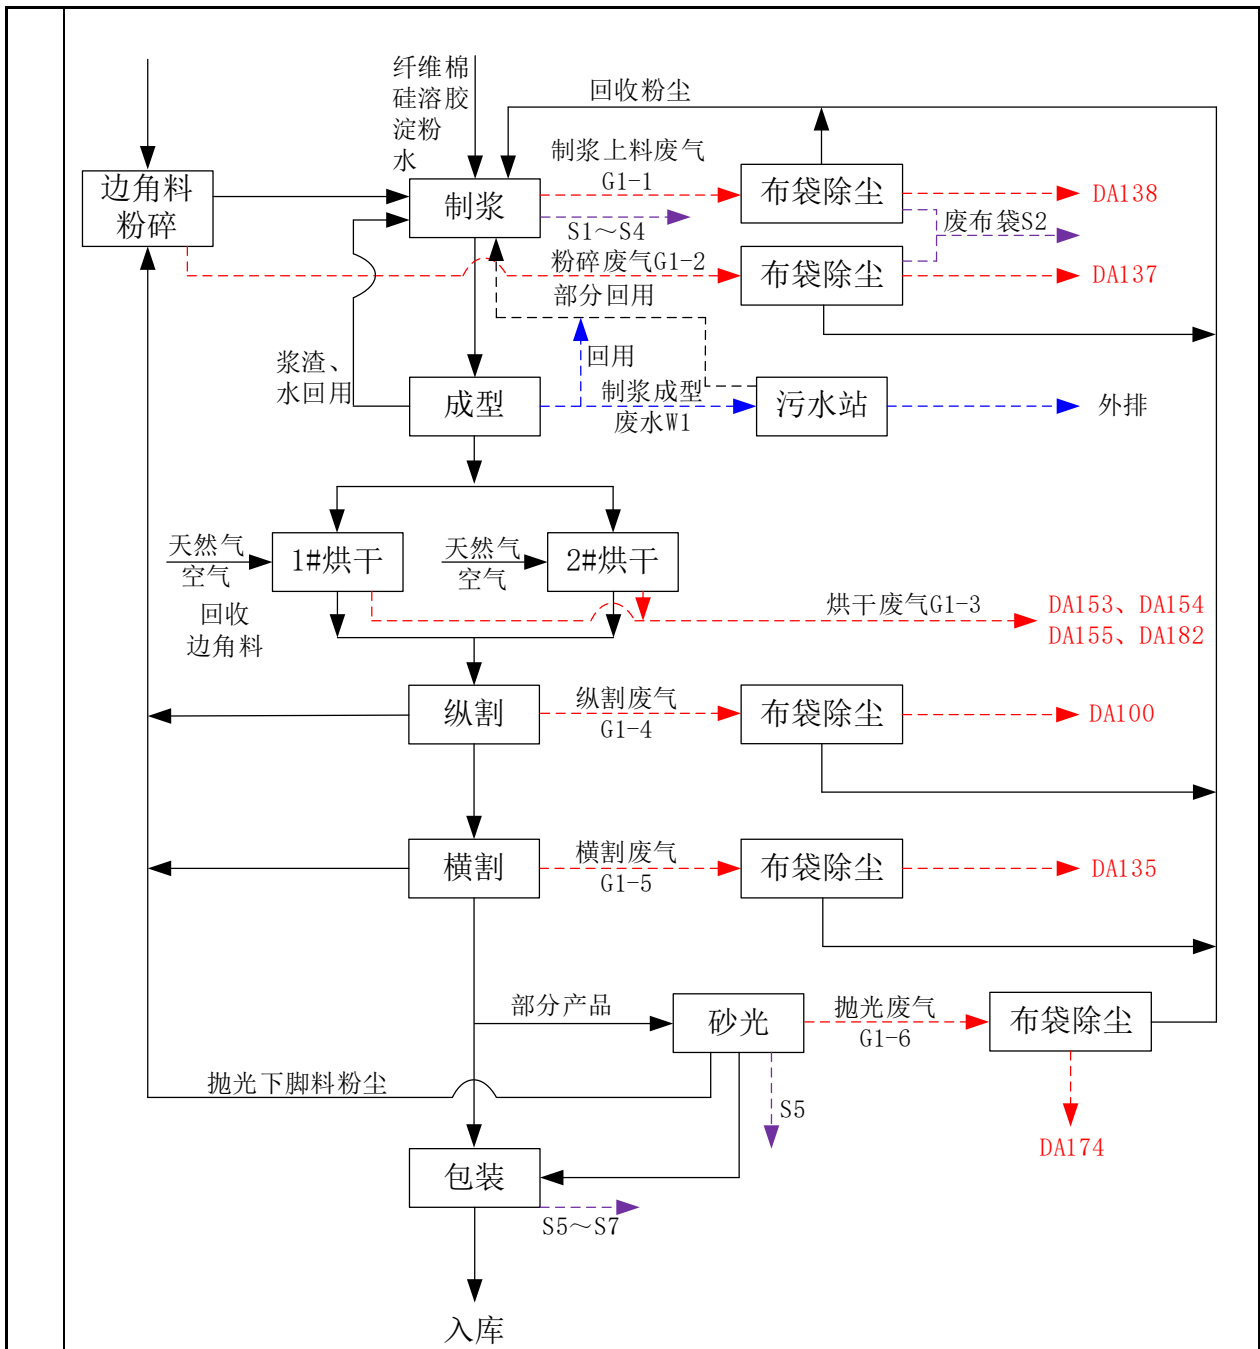 纤维棉
硅溶胶
淀粉
水
回收粉尘
边角料
粉碎
制浆
制浆上料废气
G1-1
布袋除尘
DA138
S1～S4
废布袋S2
粉碎废气G1-2
布袋除尘
DA137
部分回用
浆渣、
水回用
回用
成型
制浆成型
废水W1
污水站
外排
天然气
空气
1#烘干
天然气
空气
2#烘干
回收
边角料
烘干废气G1-3
DA153、DA154
DA155、DA182
纵割
纵割废气
G1-4
布袋除尘
DA100
横割
横割废气
G1-5
布袋除尘
DA135
部分产品
砂光
抛光废气
G1-6
布袋除尘
抛光下脚料粉尘
S5
DA174
包装
S5～S7
入库